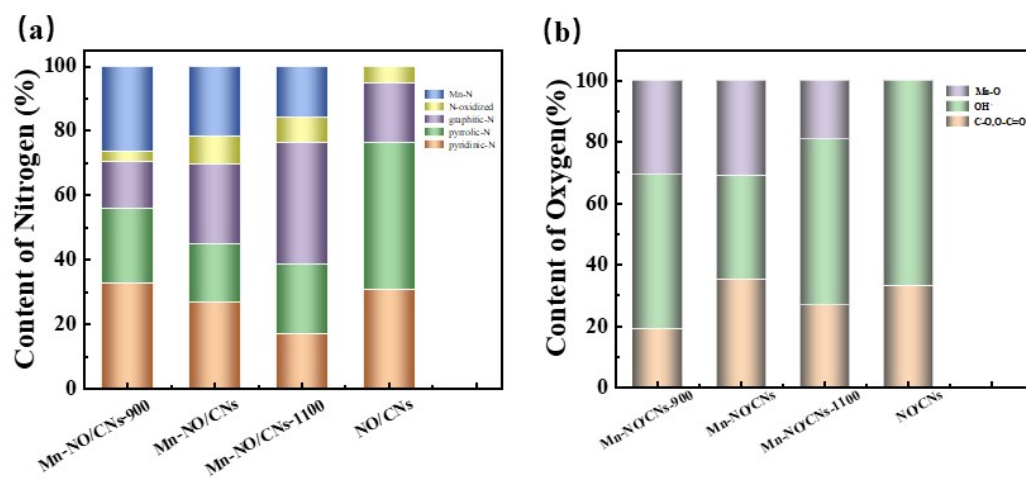 (a)
Content of Nitrogen (%)
100
80
60
40
20
0
Mn-N
N-oxidized
graphitic-N
pyrrolic-N
pyridinic-N
Mn-NO/CNs-900
Mn-NO/CNs
Mn-NO/CNs-1100
NO/CNs
(b)
Content of Oxygen(%)
100
80
60
40
20
0
Mn-O
OH⁻
C-O,O-C=O
Mn-NO/CNs-900
Mn-NO/CNs
Mn-NO/CNs-1100
NO/CNs